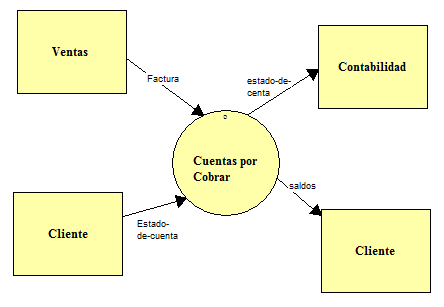 Ventas
Factura
estado-de-
centa
Contabilidad
c
Cuentas por
Cobrar
Cliente
Estado-
de-cuenta
saldos
Cliente